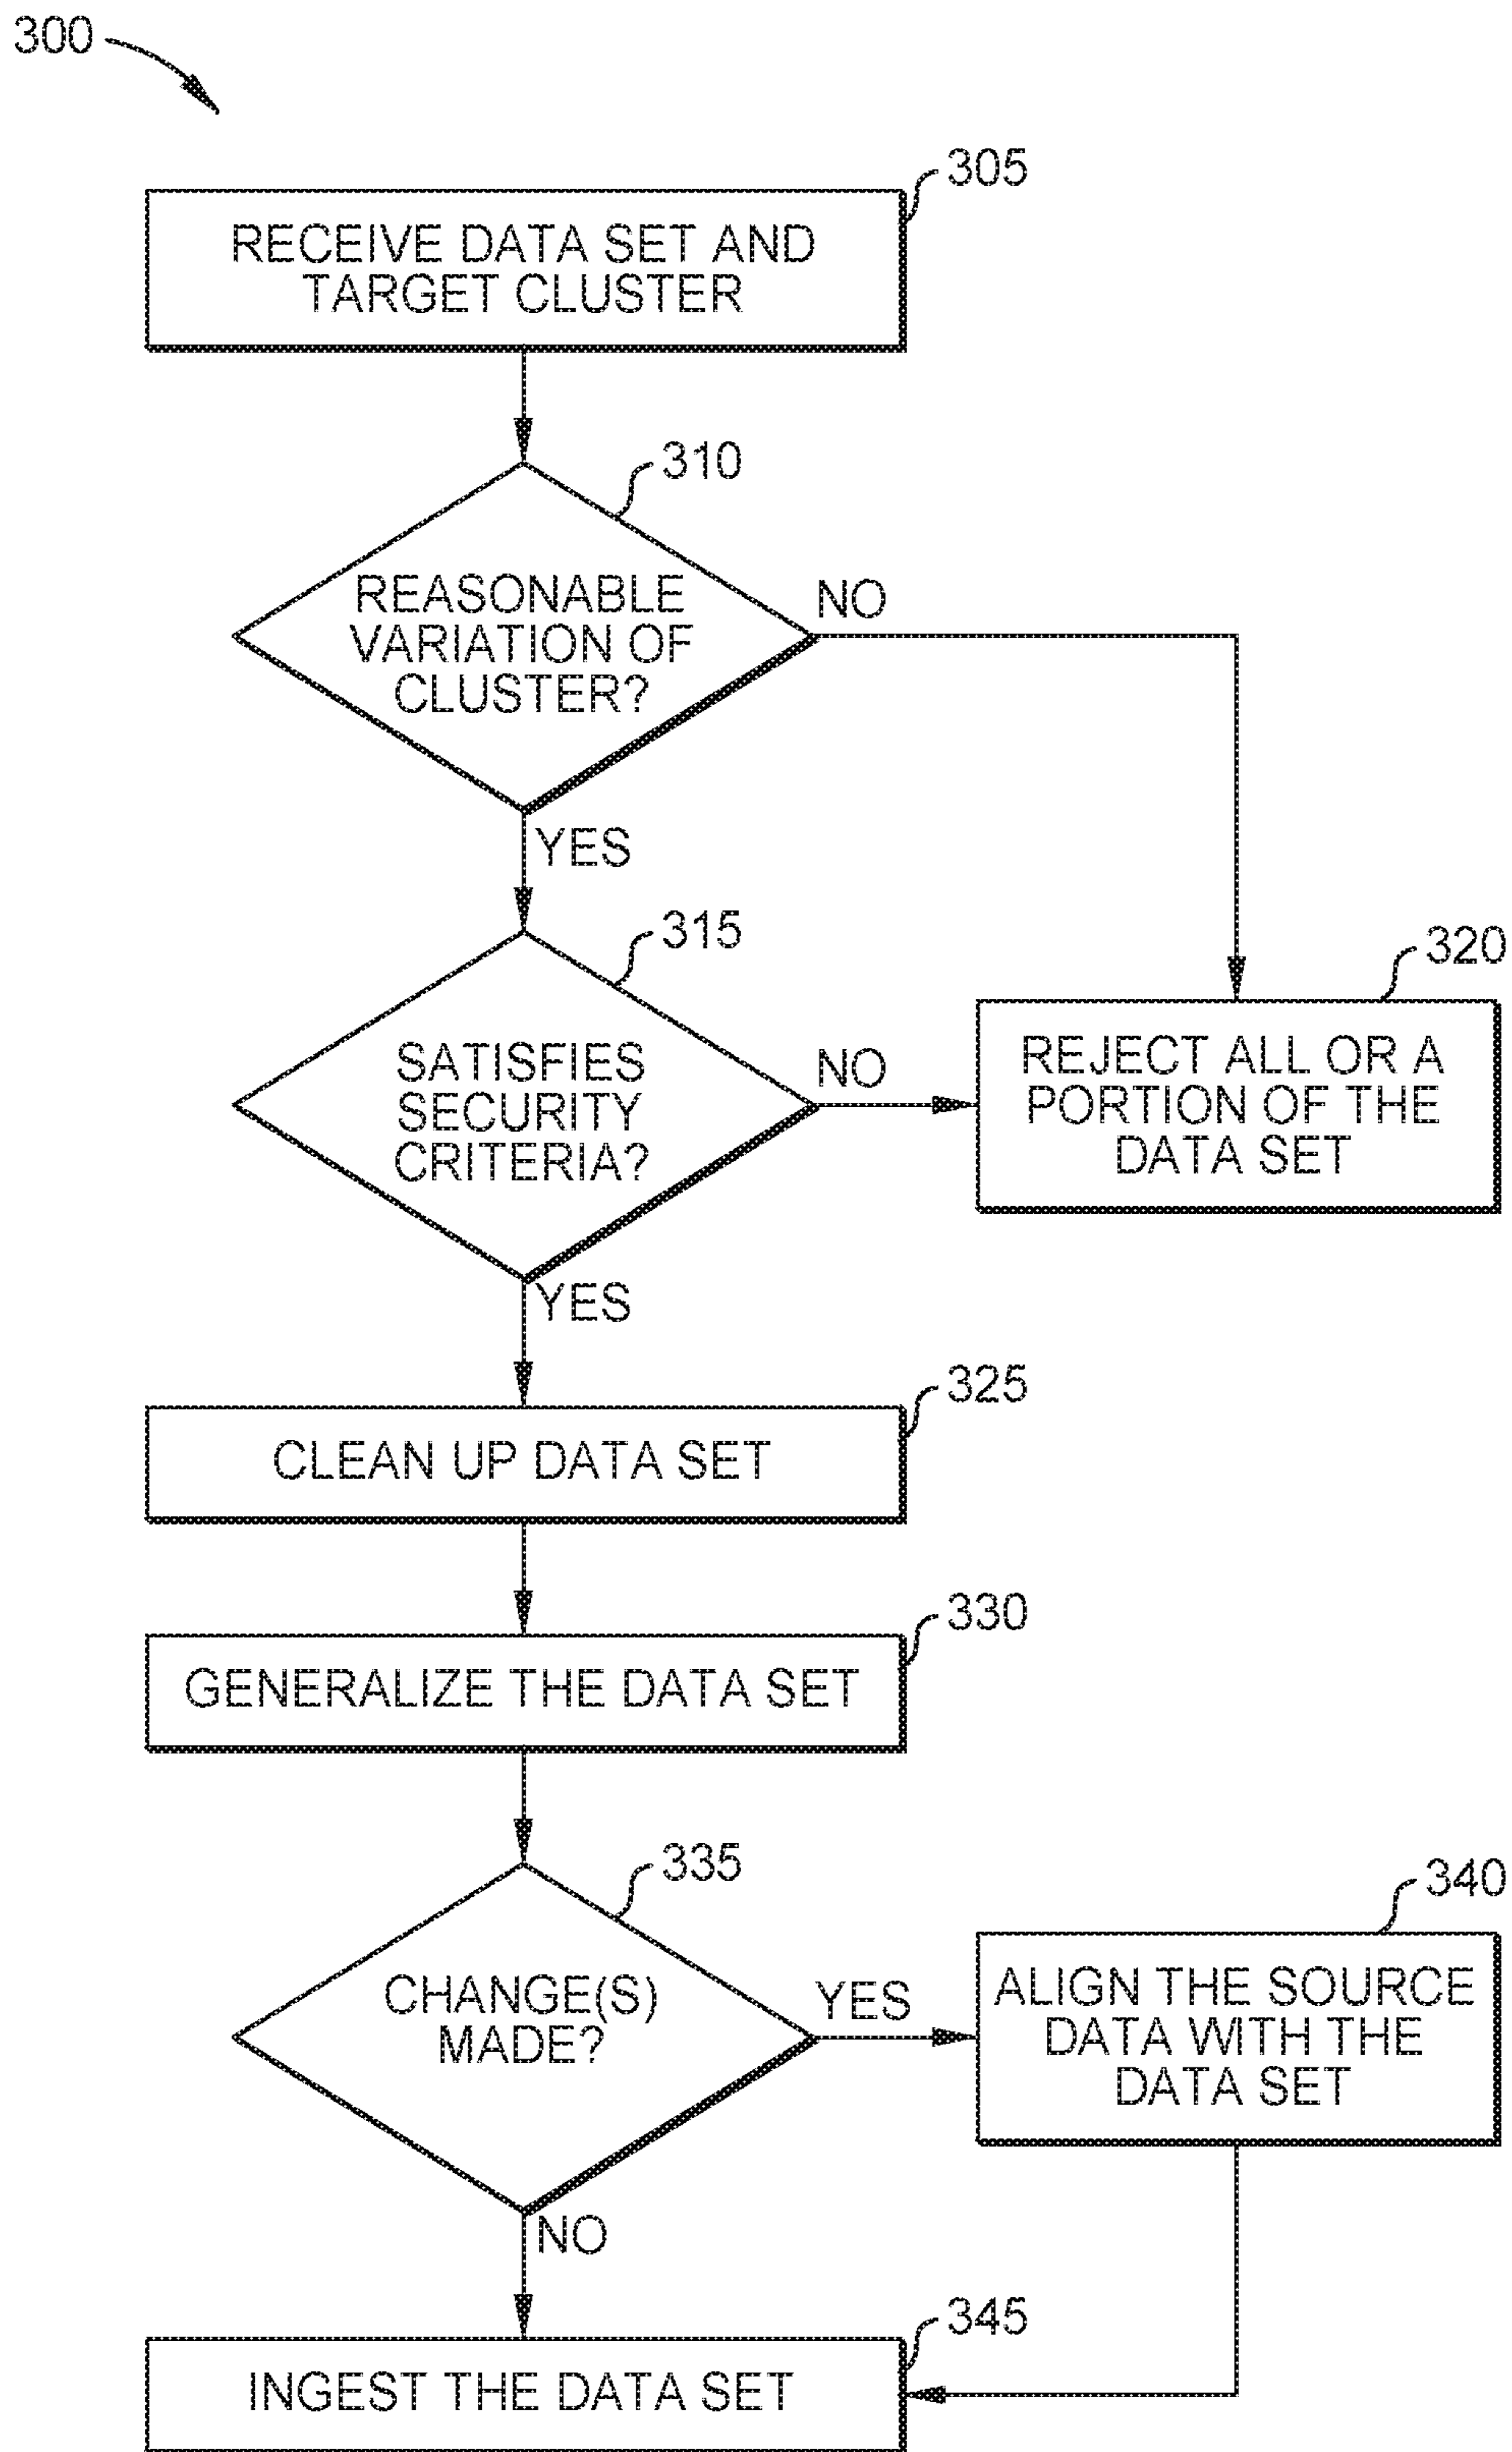 300
305
RECEIVE DATA SET AND
TARGET CLUSTER
310
REASONABLE
VARIATION OF
CLUSTER?
NO
YES
315
SATISFIES
SECURITY
CRITERIA?
NO
320
REJECT ALL OR A
PORTION OF THE
DATA SET
YES
325
CLEAN UP DATA SET
330
GENERALIZE THE DATA SET
335
CHANGE(S)
MADE?
YES
340
ALIGN THE SOURCE
DATA WITH THE
DATA SET
NO
345
INGEST THE DATA SET